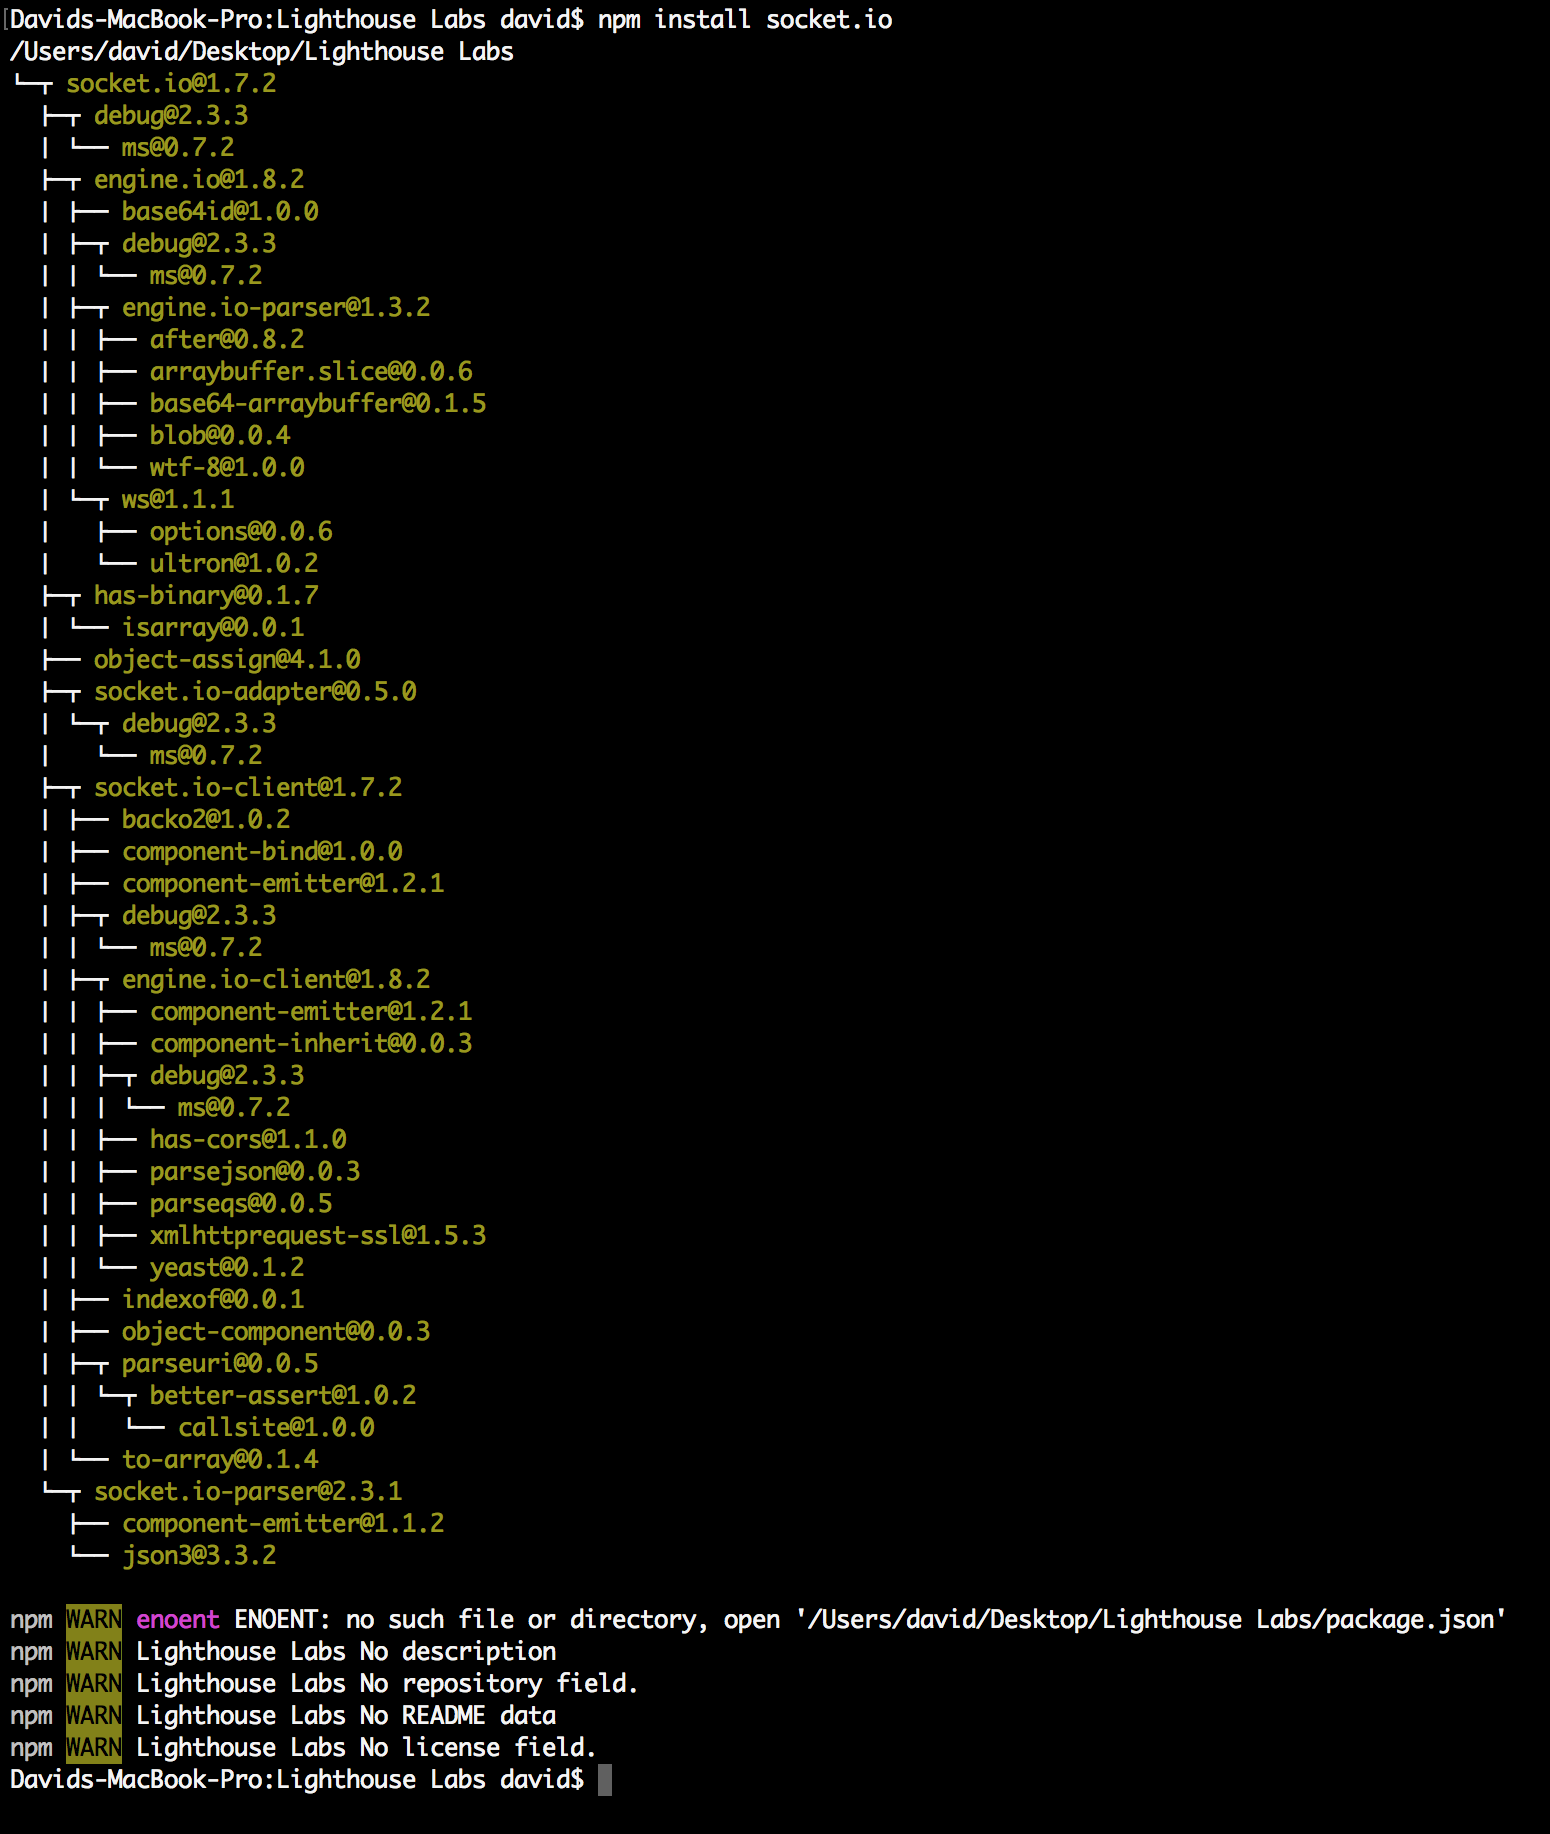 Davids-MacBook-Pro:Lighthouse Labs david$ npm install socket.io
/Users/david/Desktop/Lighthouse Labs
└─┬ socket.io@1.7.2
  ├─┬ debug@2.3.3
  │ └── ms@0.7.2
  ├─┬ engine.io@1.8.2
  │ ├── base64id@1.0.0
  │ ├─┬ debug@2.3.3
  │ │ └── ms@0.7.2
  │ ├─┬ engine.io-parser@1.3.2
  │ │ ├── after@0.8.2
  │ │ ├── arraybuffer.slice@0.0.6
  │ │ ├── base64-arraybuffer@0.1.5
  │ │ ├── blob@0.0.4
  │ │ └── wtf-8@1.0.0
  │ └─┬ ws@1.1.1
  │   ├── options@0.0.6
  │   └── ultron@1.0.2
  ├─┬ has-binary@0.1.7
  │ └── isarray@0.0.1
  ├── object-assign@4.1.0
  ├─┬ socket.io-adapter@0.5.0
  │ └─┬ debug@2.3.3
  │   └── ms@0.7.2
  ├─┬ socket.io-client@1.7.2
  │ ├── backo2@1.0.2
  │ ├── component-bind@1.0.0
  │ ├── component-emitter@1.2.1
  │ ├─┬ debug@2.3.3
  │ │ └── ms@0.7.2
  │ ├─┬ engine.io-client@1.8.2
  │ │ ├── component-emitter@1.2.1
  │ │ ├── component-inherit@0.0.3
  │ │ ├─┬ debug@2.3.3
  │ │ │ └── ms@0.7.2
  │ │ ├── has-cors@1.1.0
  │ │ ├── parsejson@0.0.3
  │ │ ├── parseqs@0.0.5
  │ │ ├── xmlhttprequest-ssl@1.5.3
  │ │ └── yeast@0.1.2
  │ ├── indexof@0.0.1
  │ ├── object-component@0.0.3
  │ ├─┬ parseuri@0.0.5
  │ │ └─┬ better-assert@1.0.2
  │ │   └── callsite@1.0.0
  │ └── to-array@0.1.4
  └─┬ socket.io-parser@2.3.1
    ├── component-emitter@1.1.2
    └── json3@3.3.2

npm WARN enoent ENOENT: no such file or directory, open '/Users/david/Desktop/Lighthouse Labs/package.json'
npm WARN Lighthouse Labs No description
npm WARN Lighthouse Labs No repository field.
npm WARN Lighthouse Labs No README data
npm WARN Lighthouse Labs No license field.
Davids-MacBook-Pro:Lighthouse Labs david$